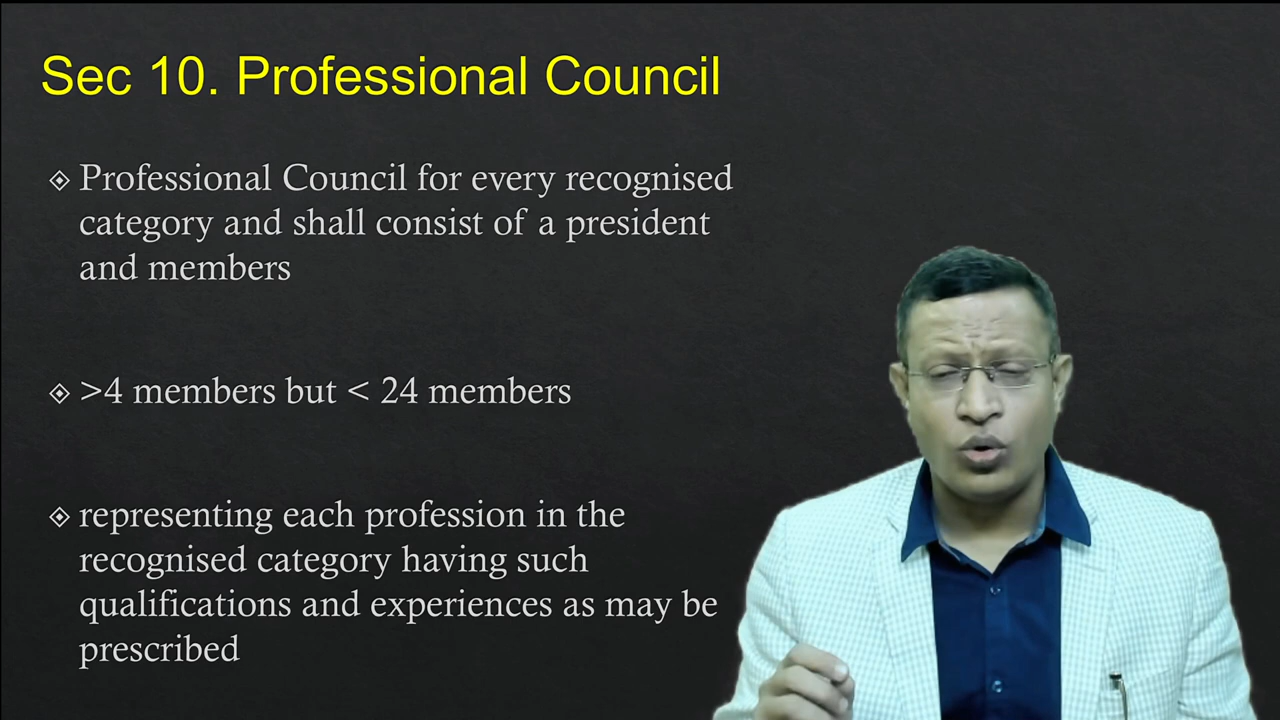 Sec 10. Professional Council
Professional Council for every recognised
category and shall consist of a president
and members
>4 members but < 24 members
representing each profession in the
recognised category having such
qualifications and experiences as may be
prescribed